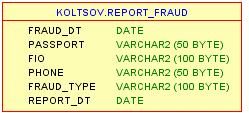 KOLTSOV.REPORT_FRAUD
FRAUD_DT DATE
PASSPORT VARCHAR2 (50 BYTE)
FIO VARCHAR2 (100 BYTE)
PHONE VARCHAR2 (50 BYTE)
FRAUD_TYPE VARCHAR2 (100 BYTE)
REPORT_DT DATE